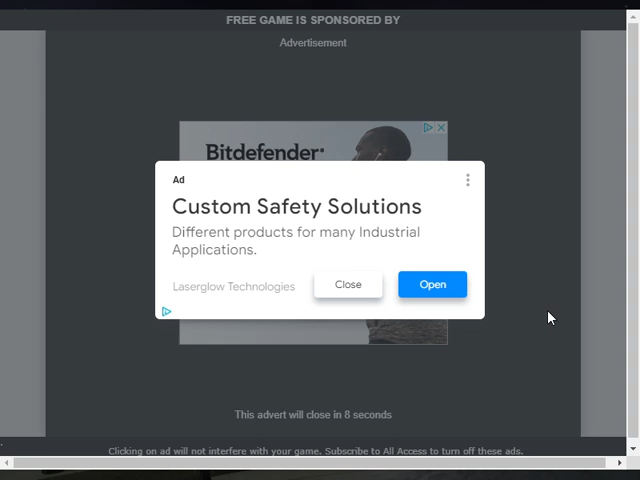 FREE GAME IS SPONSORED BY
Advertisement
Bitdefender
Ad
Custom Safety Solutions
Different products for many Industrial
Applications.
Laserglow Technologies
Close
Open
This advert will close in 8 seconds
Clicking on ad will not interfere with your game. Subscribe to All Access to turn off these ads.